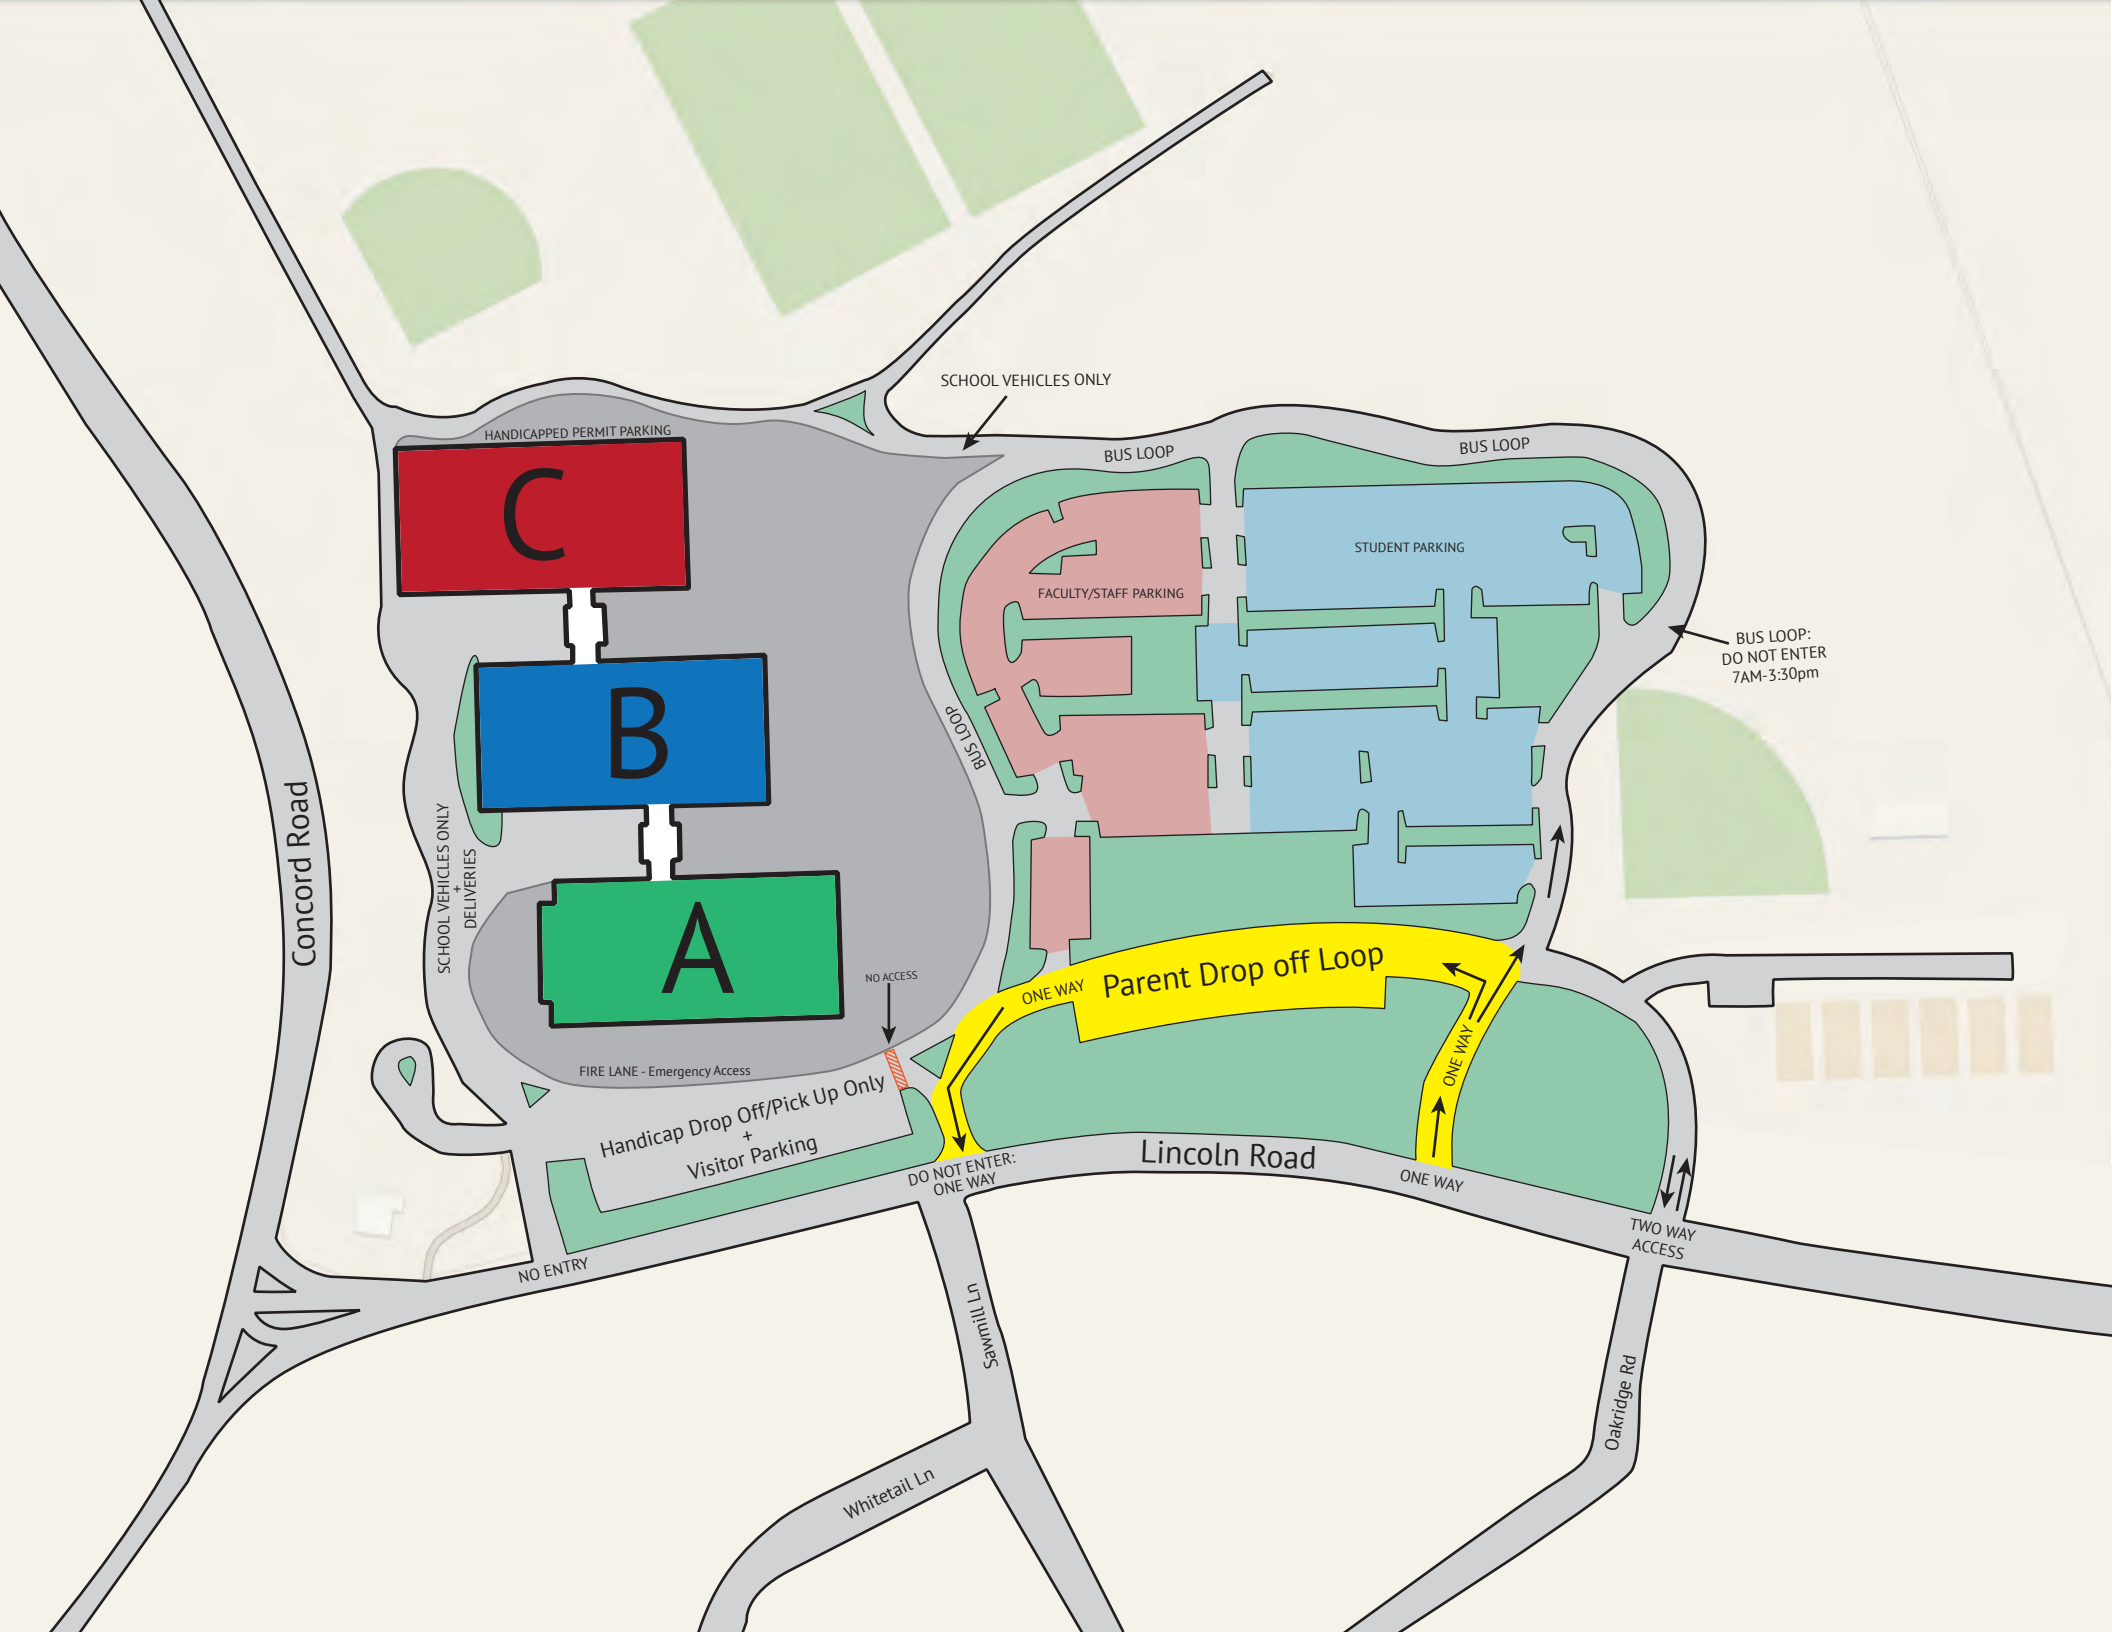 SCHOOL VEHICLES ONLY
HANDICAPPED PERMIT PARKING
BUS LOOP
BUS LOOP
C
STUDENT PARKING
FACULTY/STAFF PARKING
BUS LOOP:
DO NOT ENTER
7AM-3:30pm
B
BUS LOOP
Concord Road
SCHOOL VEHICLES ONLY
+
DELIVERIES
A
NO ACCESS
Parent Drop off Loop
ONE WAY
ONE WAY
FIRE LANE - Emergency Access
Handicap Drop Off/Pick Up Only
+
Visitor Parking
Lincoln Road
DO NOT ENTER:
ONE WAY
ONE WAY
TWO WAY
ACCESS
NO ENTRY
Sawmill Ln
Oakridge Rd
Whitetail Ln